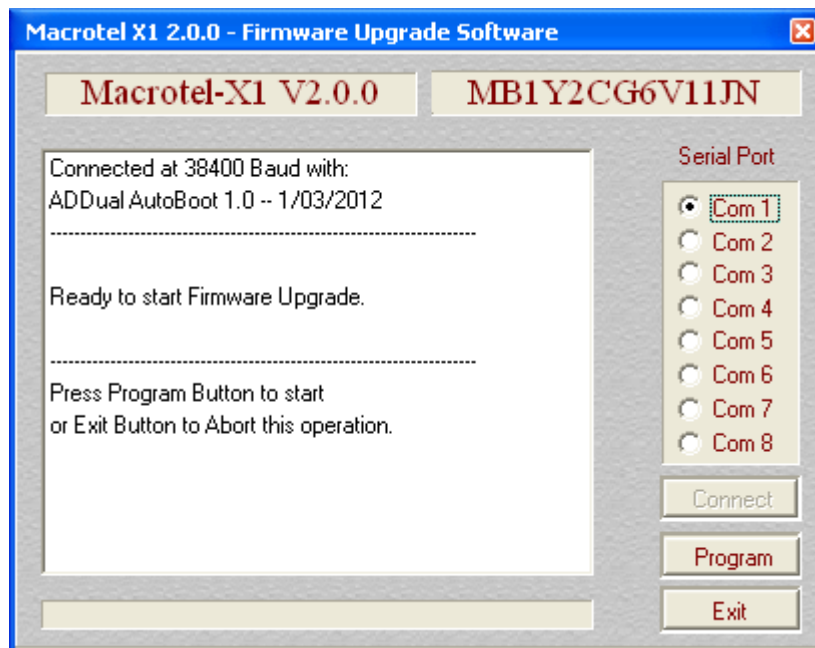 Macrotel X1 2.0.0 - Firmware Upgrade Software
Macrotel-X1 V2.0.0
MB1Y2CG6V11JN
Connected at 38400 Baud with:
ADDual AutoBoot 1.0 -- 1/03/2012
-----------------------------------------------------------------------
Ready to start Firmware Upgrade.
-----------------------------------------------------------------------
Press Program Button to start
or Exit Button to Abort this operation.
Serial Port
Com 1
Com 2
Com 3
Com 4
Com 5
Com 6
Com 7
Com 8
Connect
Program
Exit